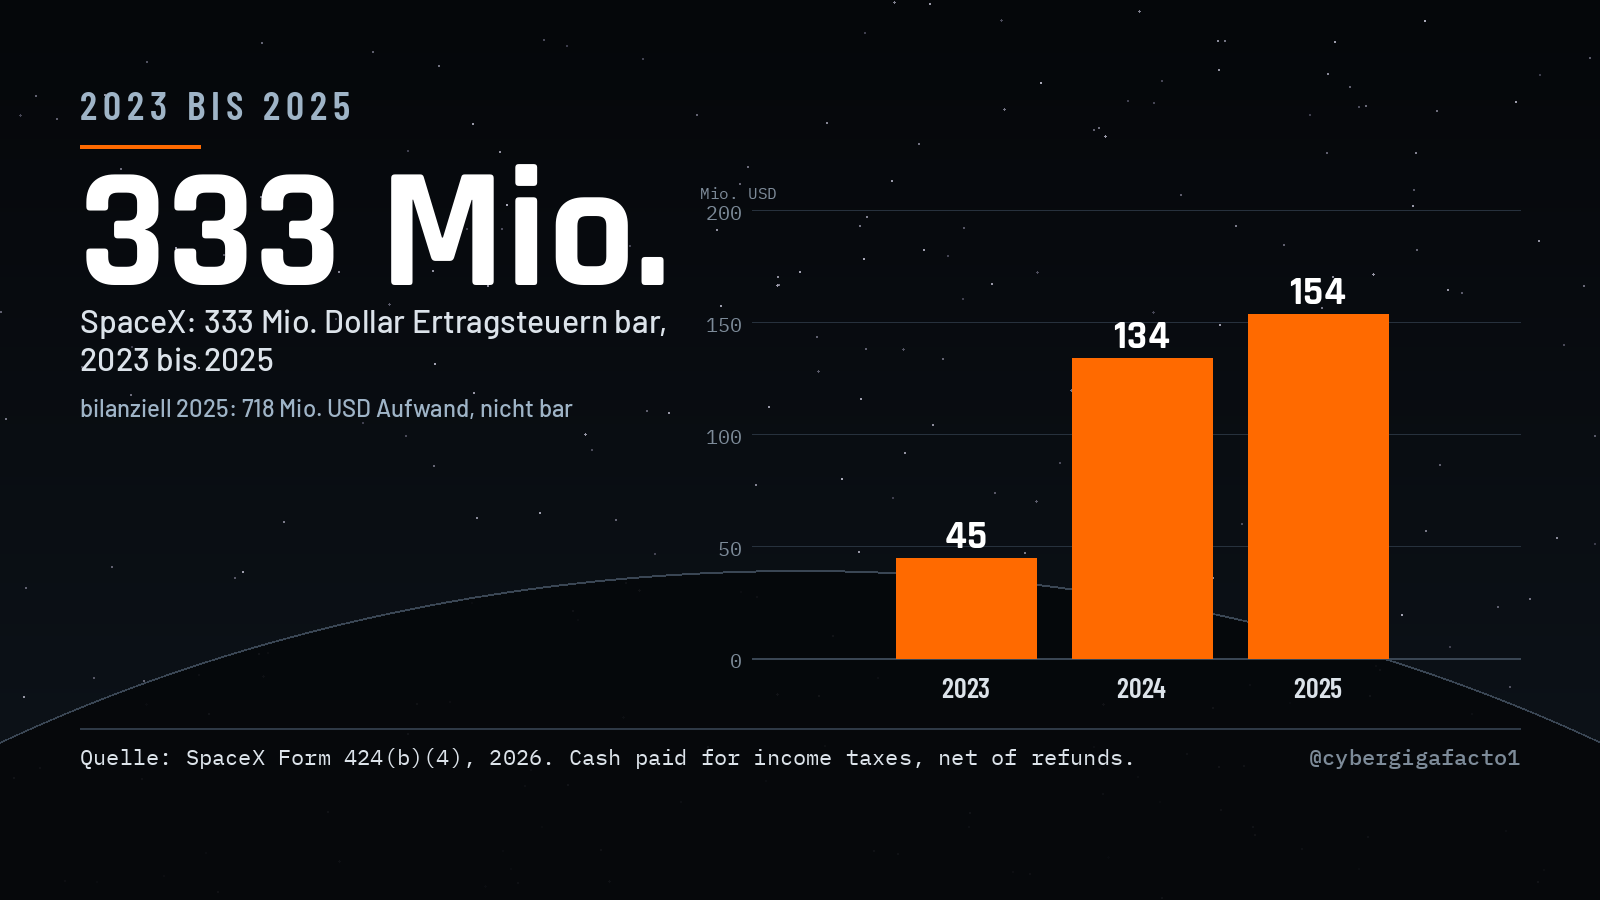 2023 BIS 2025
333 Mio.
SpaceX: 333 Mio. Dollar Ertragsteuern bar,
2023 bis 2025
bilanziell 2025: 718 Mio. USD Aufwand, nicht bar
Mio. USD
200
150
100
50
0
45
134
154
2023
2024
2025
Quelle: SpaceX Form 424(b)(4), 2026. Cash paid for income taxes, net of refunds.
@cybergigafacto1